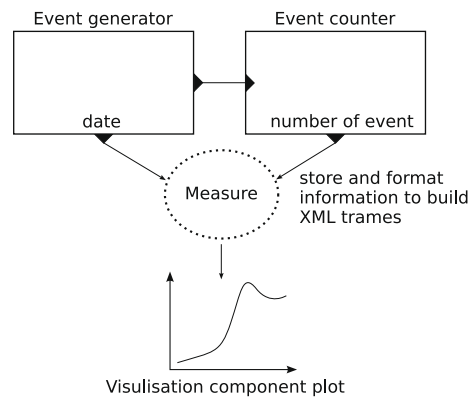 Event generator
Event counter
date
number of event
Measure
store and format
information to build
XML trames
Visulisation component plot